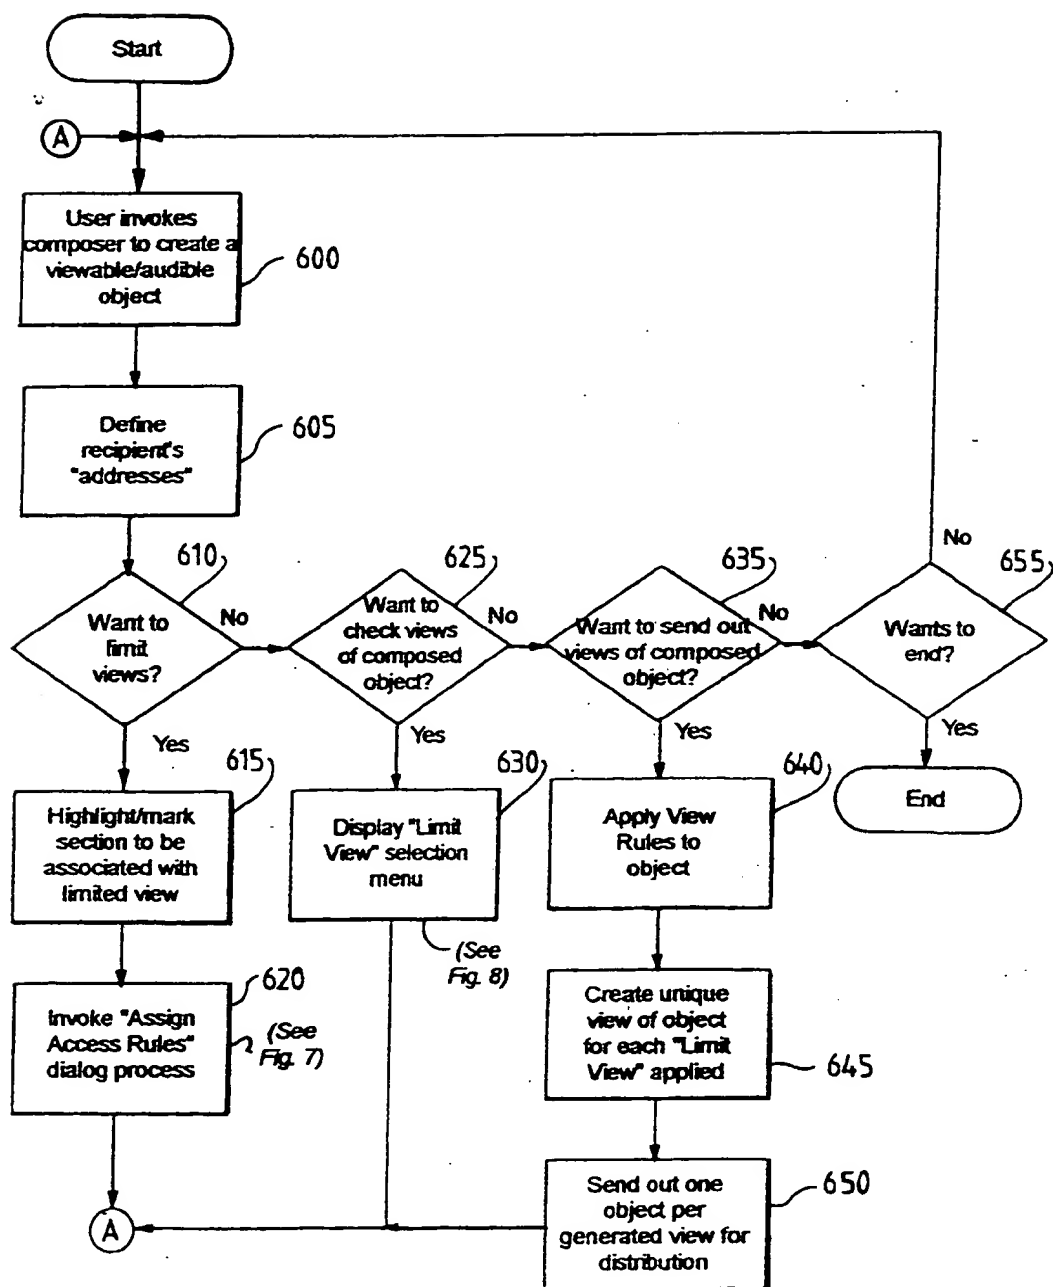 Start
A
User invokes
composer to create a
viewable/audible
object
600
Define
recipient's
"addresses"
605
610
Want to
limit
views?
No
Yes
625
Want to
check views
of composed
object?
No
Yes
635
Want to send out
views of composed
object?
No
Yes
655
Wants to
end?
No
Yes
End
615
Highlight/mark
section to be
associated with
limited view
630
Display "Limit
View" selection
menu
(See
Fig. 8)
640
Apply View
Rules to
object
620
Invoke "Assign
Access Rules"
dialog process
(See
Fig. 7)
Create unique
view of object
for each "Limit
View" applied
645
Send out one
object per
generated view for
distribution
650
A